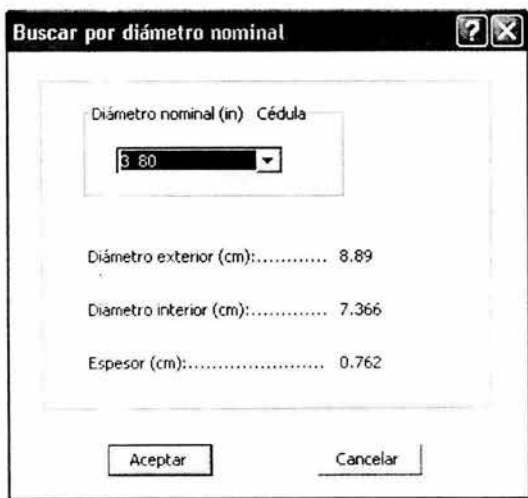 Buscar por diámetro nominal
Diámetro nominal (in) Cédula
3 80
Diámetro exterior (cm):............ 8.89
Diámetro interior (cm):............. 7.366
Espesor (cm):........................ 0.762
Aceptar Cancelar